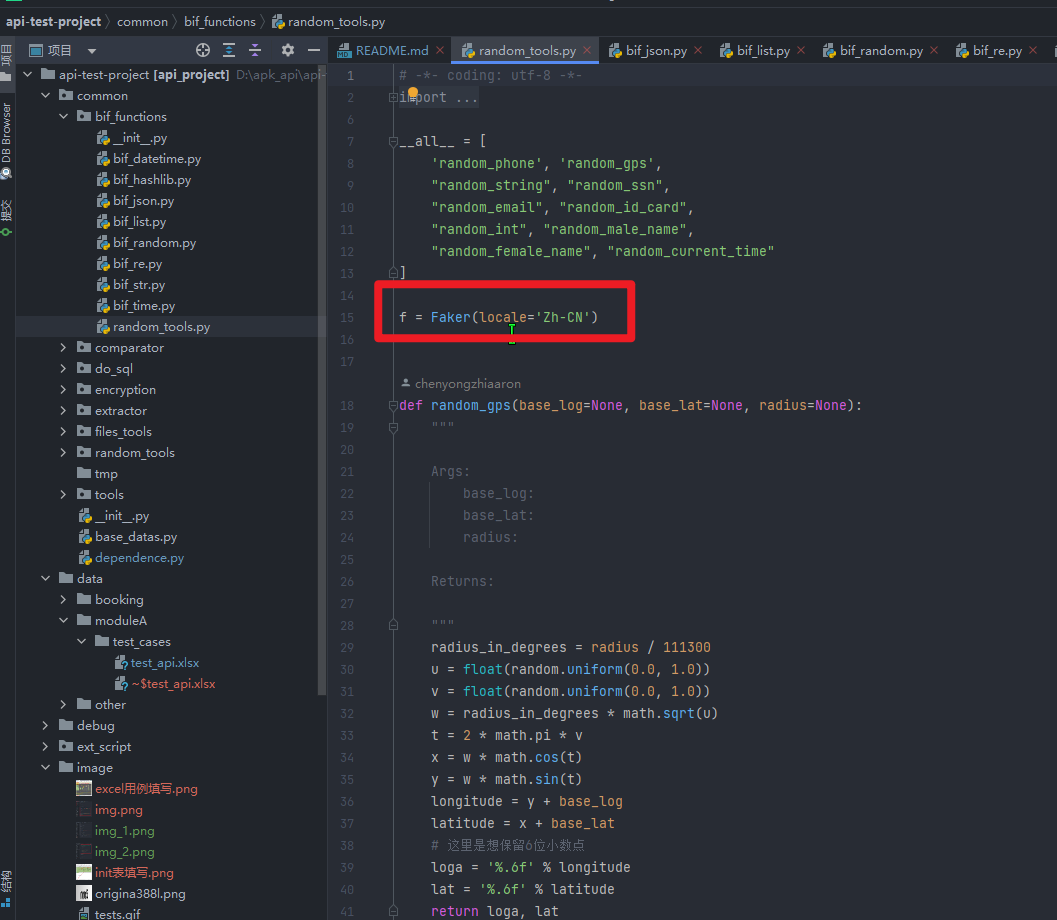 api-test-project common bif_functions random_tools.py
项目
README.md random_tools.py bif_json.py bif_list.py bif_random.py bif_re.py
项目
DB Browser
提交
结构
api-test-project [api_project] D:\apk_api\api-
common
bif_functions
__init__.py
bif_datetime.py
bif_hashlib.py
bif_json.py
bif_list.py
bif_random.py
bif_re.py
bif_str.py
bif_time.py
random_tools.py
comparator
do_sql
encryption
extractor
files_tools
random_tools
tmp
tools
__init__.py
base_datas.py
dependence.py
data
booking
moduleA
test_cases
test_api.xlsx
~$test_api.xlsx
other
debug
ext_script
image
excel用例填写.png
img.png
img_1.png
img_2.png
init表填写.png
origina388l.png
tests.gif
1 # -*- coding: utf-8 -*-
2 import ...
6
7 __all__ = [
8 'random_phone', 'random_gps',
9 "random_string", "random_ssn",
10 "random_email", "random_id_card",
11 "random_int", "random_male_name",
12 "random_female_name", "random_current_time"
13 ]
14
15 f = Faker(locale='Zh-CN')
16
17
chenyongzhiaaron
18 def random_gps(base_log=None, base_lat=None, radius=None):
19 """
20
21 Args:
22 base_log:
23 base_lat:
24 radius:
25
26 Returns:
27
28 """
29 radius_in_degrees = radius / 111300
30 u = float(random.uniform(0.0, 1.0))
31 v = float(random.uniform(0.0, 1.0))
32 w = radius_in_degrees * math.sqrt(u)
33 t = 2 * math.pi * v
34 x = w * math.cos(t)
35 y = w * math.sin(t)
36 longitude = y + base_log
37 latitude = x + base_lat
38 # 这里是想保留6位小数点
39 loga = '%.6f' % longitude
40 lat = '%.6f' % latitude
41 return loga, lat